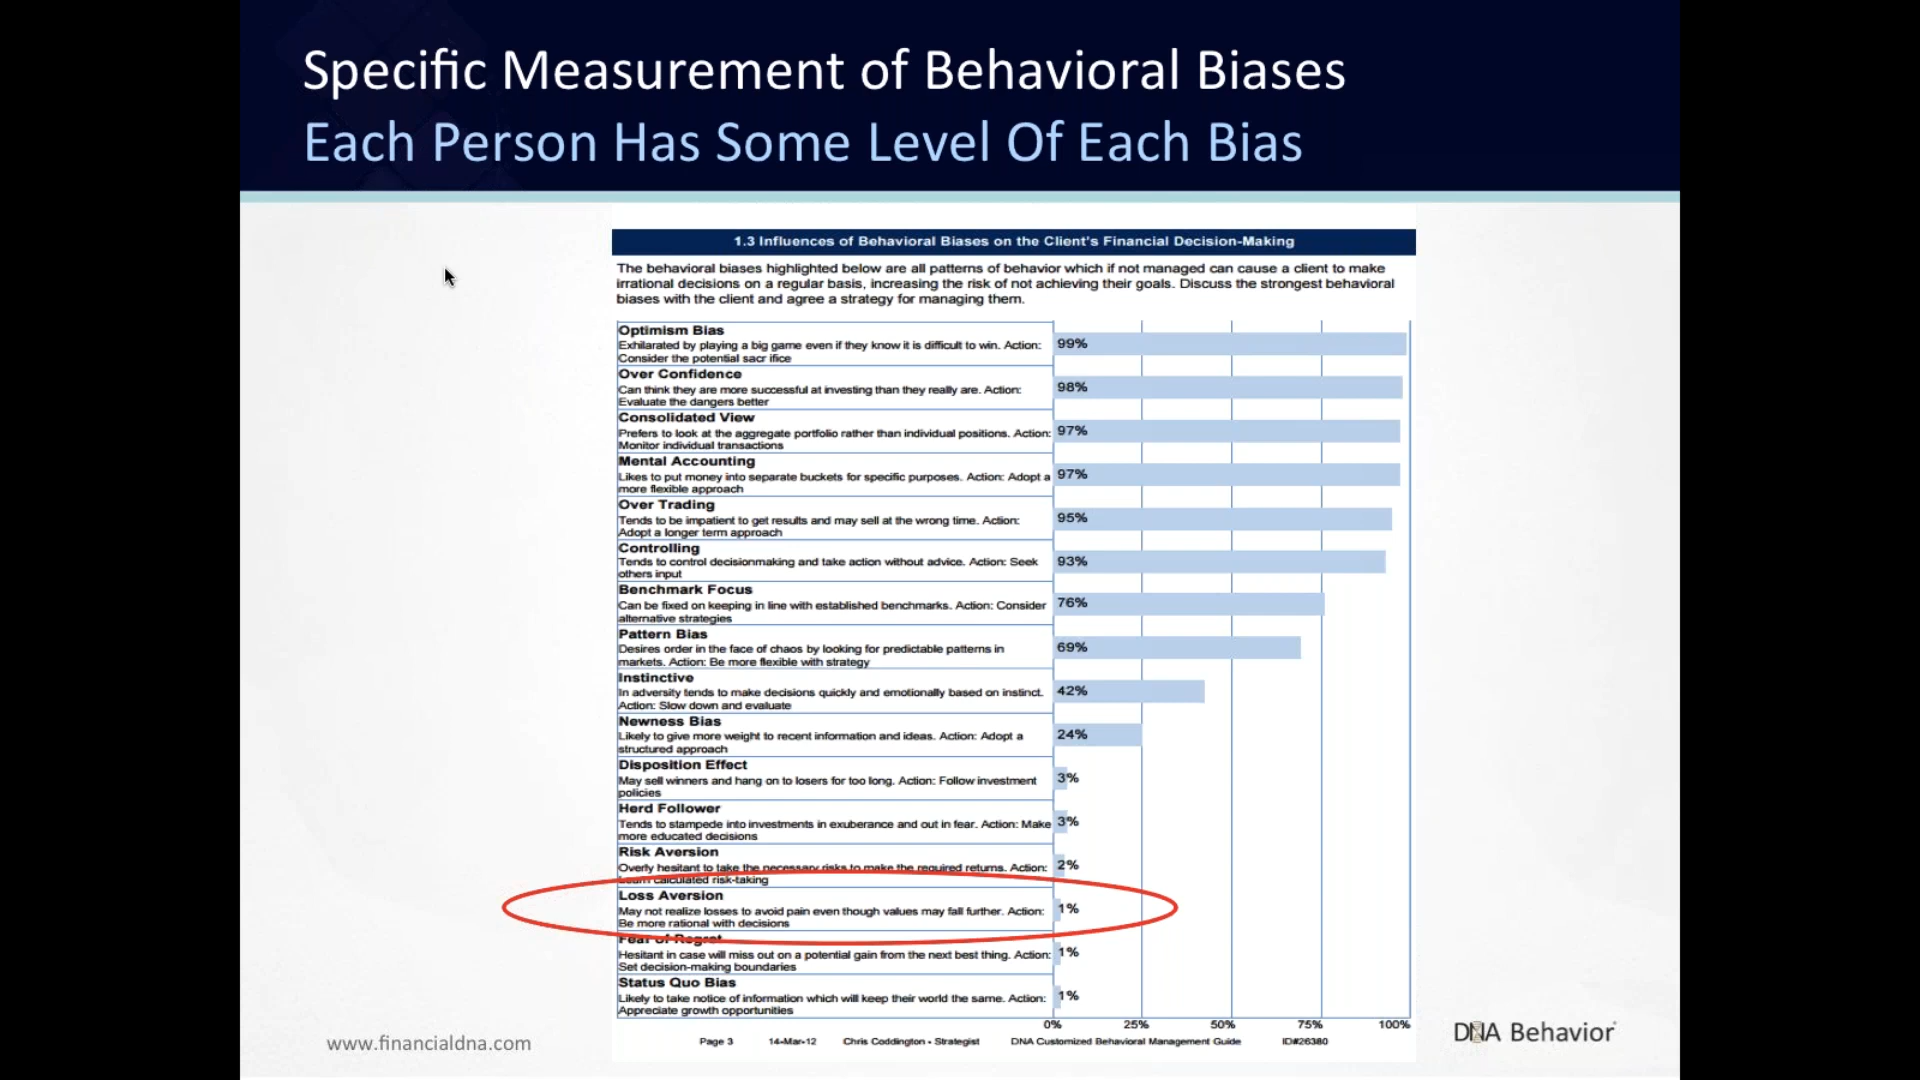 Specific Measurement of Behavioral Biases
Each Person Has Some Level Of Each Bias
1.3 Influences of Behavioral Biases on the Client's Financial Decision-Making
The behavioral biases highlighted below are all patterns of behavior which if not managed can cause a client to make
irrational decisions on a regular basis, increasing the risk of not achieving their goals. Discuss the strongest behavioral
biases with the client and agree a strategy for managing them.
Optimism Bias
Exhilarated by playing a big game even if they know it is difficult to win. Action:
Consider the potential sacr ifice
99%
Over Confidence
Can think they are more successful at investing than they really are. Action:
Evaluate the dangers better
98%
Consolidated View
Prefers to look at the aggregate portfolio rather than individual positions. Action:
Monitor individual transactions
97%
Mental Accounting
Likes to put money into separate buckets for specific purposes. Action: Adopt a
more flexible approach
97%
Over Trading
Tends to be impatient to get results and may sell at the wrong time. Action:
Adopt a longer term approach
95%
Controlling
Tends to control decisionmaking and take action without advice. Action: Seek
others input
93%
Benchmark Focus
Can be fixed on keeping in line with established benchmarks. Action: Consider
alternative strategies
76%
Pattern Bias
Desires order in the face of chaos by looking for predictable patterns in
markets. Action: Be more flexible with strategy
69%
Instinctive
In adversity tends to make decisions quickly and emotionally based on instinct.
Action: Slow down and evaluate
42%
Newness Bias
Likely to give more weight to recent information and ideas. Action: Adopt a
structured approach
24%
Disposition Effect
May sell winners and hang on to losers for too long. Action: Follow investment
policies
3%
Herd Follower
Tends to stampede into investments in exuberance and out in fear. Action: Make
more educated decisions
3%
Risk Aversion
Overly hesitant to take the necessary risks to make the required returns. Action:
Learn calculated risk-taking
2%
Loss Aversion
May not realize losses to avoid pain even though values may fall further. Action:
Be more rational with decisions
1%
Fear of Regret
Hesitant in case will miss out on a potential gain from the next best thing. Action:
Set decision-making boundaries
1%
Status Quo Bias
Likely to take notice of information which will keep their world the same. Action:
Appreciate growth opportunities
1%
0% 25% 50% 75% 100%
Page 3 14-Mar-12 Chris Coddington - Strategist DNA Customized Behavioral Management Guide ID#26380
www.financialdna.com
DNA Behavior